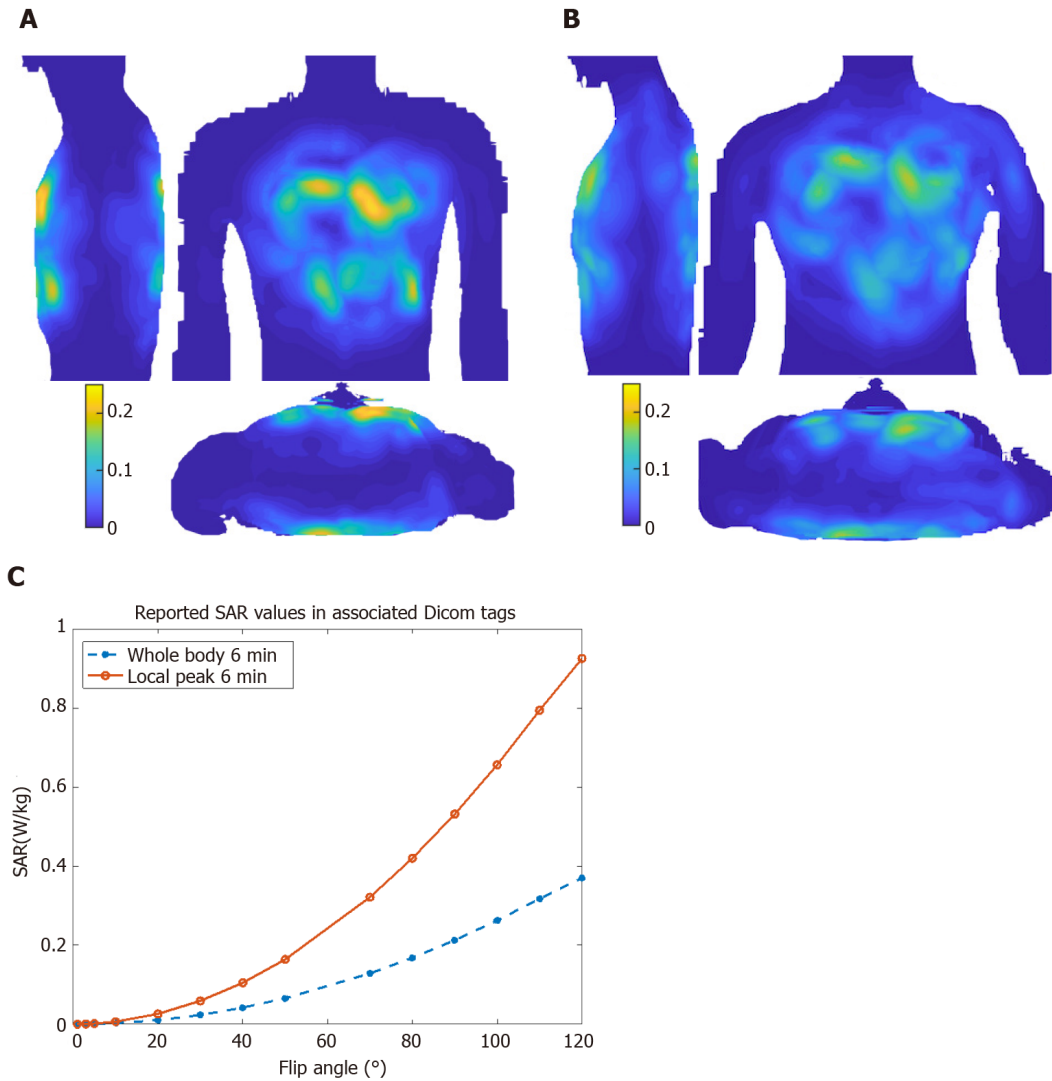 A
B
0.2
0.1
0
0.2
0.1
0
C
Reported SAR values in associated Dicom tags
Whole body 6 min
Local peak 6 min
1
0.8
0.6
0.4
0.2
0
SAR(W/kg)
0
20
40
60
80
100
120
Flip angle (°)